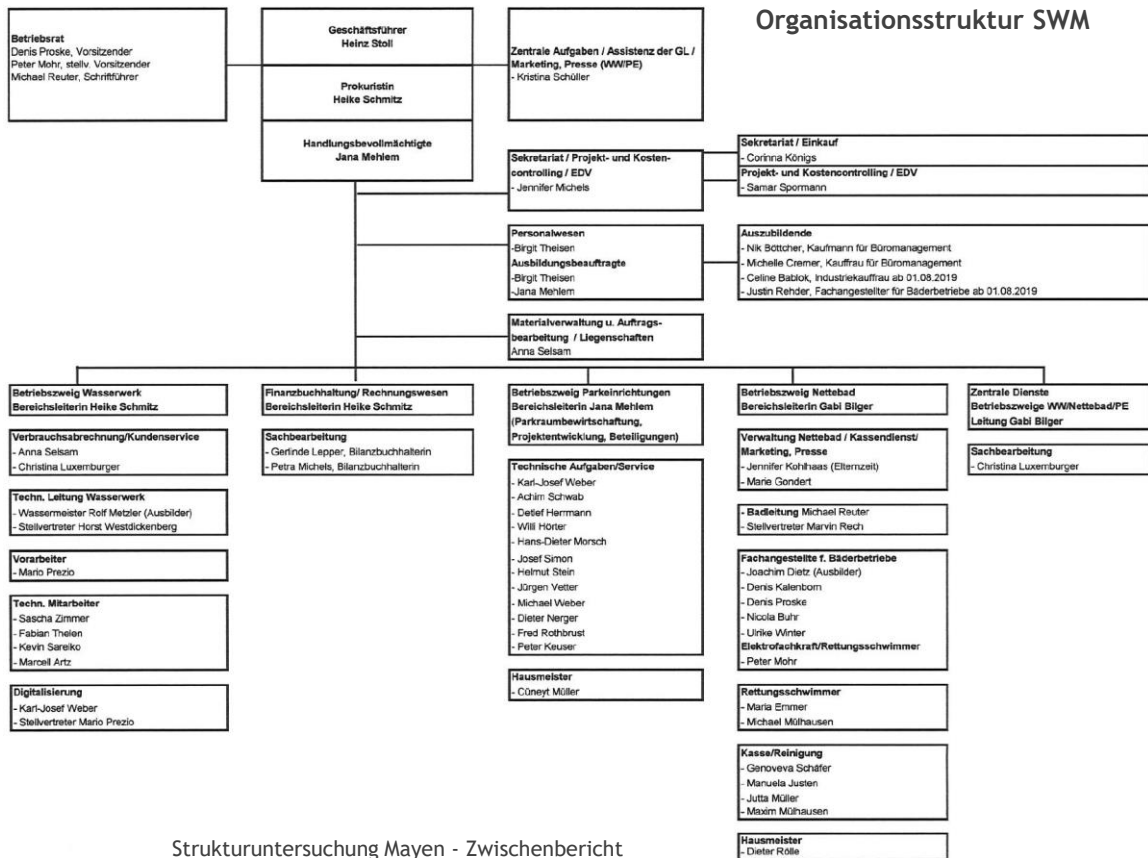 Organisationsstruktur SWM
Betriebsrat
Denis Proske, Vorsitzender
Peter Mohr, stellv. Vorsitzender
Michael Reuter, Schriftführer
Geschäftsführer
Heinz Stoll
Prokuristin
Heike Schmitz
Handlungsbevollmächtigte
Jana Mehlem
Zentrale Aufgaben / Assistenz der GL /
Marketing, Presse (WW/PE)
- Kristina Schüller
Sekretariat / Projekt- und Kosten-
controlling / EDV
- Jennifer Michels
Sekretariat / Einkauf
- Corinna Königs
Projekt- und Kostencontrolling / EDV
- Samar Spormann
Personalwesen
-Birgit Theisen
Ausbildungsbeauftragte
-Birgit Theisen
-Jana Mehlem
Auszubildende
- Nik Böttcher, Kaufmann für Büromanagement
- Michelle Cremer, Kauffrau für Büromanagement
- Celine Bablok, Industriekauffrau ab 01.08.2019
- Justin Rehder, Fachangestellter für Bäderbetriebe ab 01.08.2019
Materialverwaltung u. Auftrags-
bearbeitung / Liegenschaften
Anna Selsam
Betriebszweig Wasserwerk
Bereichsleiterin Heike Schmitz
Verbrauchsabrechnung/Kundenservice
- Anna Selsam
- Christina Luxemburger
Techn. Leitung Wasserwerk
- Wassermeister Rolf Metzler (Ausbilder)
- Stellvertreter Horst Westdickenberg
Vorarbeiter
- Mario Prezio
Techn. Mitarbeiter
- Sascha Zimmer
- Fabian Thelen
- Kevin Sareiko
- Marcell Artz
Digitalisierung
- Karl-Josef Weber
- Stellvertreter Mario Prezio
Finanzbuchhaltung/ Rechnungswesen
Bereichsleiterin Heike Schmitz
Sachbearbeitung
- Gerlinde Lepper, Bilanzbuchhalterin
- Petra Michels, Bilanzbuchhalterin
Betriebszweig Parkeinrichtungen
Bereichsleiterin Jana Mehlem
(Parkraumbewirtschaftung,
Projektentwicklung, Beteiligungen)
Technische Aufgaben/Service
- Karl-Josef Weber
- Achim Schwab
- Detlef Herrmann
- Willi Hörter
- Hans-Dieter Morsch
- Josef Simon
- Helmut Stein
- Jürgen Vetter
- Michael Weber
- Dieter Nerger
- Fred Rothbrust
- Peter Keuser
Hausmeister
- Cüneyt Müller
Betriebszweig Nettebad
Bereichsleiterin Gabi Bilger
Verwaltung Nettebad / Kassendienst/
Marketing, Presse
- Jennifer Kohlhaas (Elternzeit)
- Marie Gondert
- Badleitung Michael Reuter
- Stellvertreter Marvin Rech
Fachangestellte f. Bäderbetriebe
- Joachim Dietz (Ausbilder)
- Denis Kalenborn
- Denis Proske
- Nicola Buhr
- Ulrike Winter
Elektrofachkraft/Rettungsschwimmer
- Peter Mohr
Rettungsschwimmer
- Maria Emmer
- Michael Mülhausen
Kasse/Reinigung
- Genoveva Schäfer
- Manuela Justen
- Jutta Müller
- Maxim Mülhausen
Hausmeister
- Dieter Rölle
Zentrale Dienste
Betriebszweige WW/Nettebad/PE
Leitung Gabi Bilger
Sachbearbeitung
- Christina Luxemburger
Strukturuntersuchung Mayen - Zwischenbericht